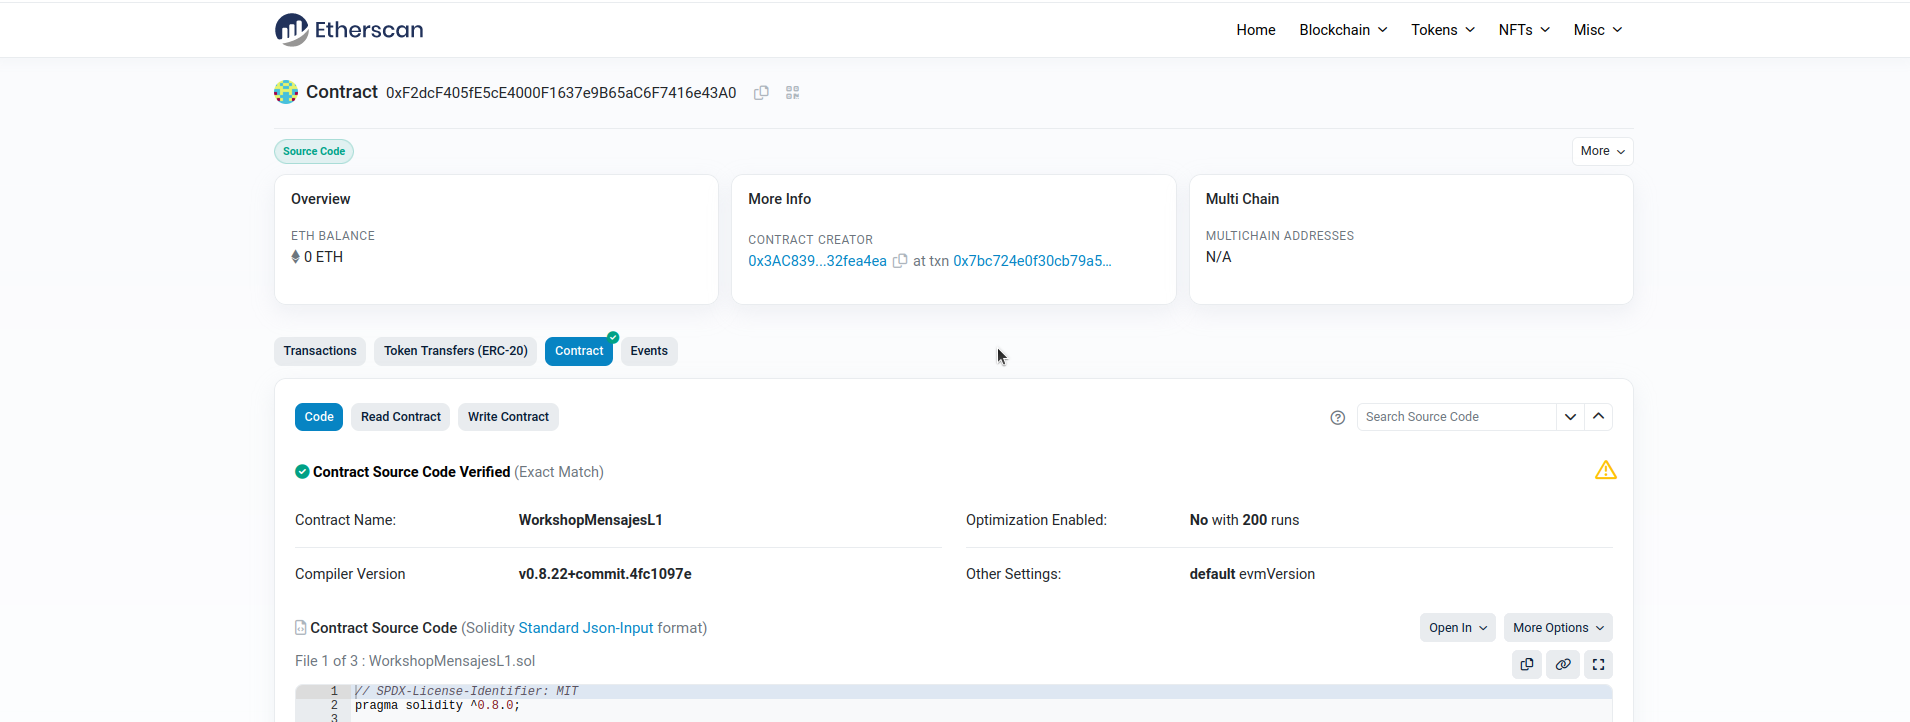 Etherscan
Home Blockchain Tokens NFTs Misc
Contract 0xF2dcF405fE5cE4000F1637e9B65aC6F7416e43A0
Source Code
More
Overview
ETH BALANCE
0 ETH
More Info
CONTRACT CREATOR
0x3AC839...32fea4ea at txn 0x7bc724e0f30cb79a5...
Multi Chain
MULTICHAIN ADDRESSES
N/A
Transactions Token Transfers (ERC-20) Contract Events
Code Read Contract Write Contract
Search Source Code
Contract Source Code Verified (Exact Match)
Contract Name: WorkshopMensajesL1
Optimization Enabled: No with 200 runs
Compiler Version v0.8.22+commit.4fc1097e
Other Settings: default evmVersion
Contract Source Code (Solidity Standard Json-Input format)
Open In More Options
File 1 of 3 : WorkshopMensajesL1.sol
1 // SPDX-License-Identifier: MIT
2 pragma solidity ^0.8.0;
3